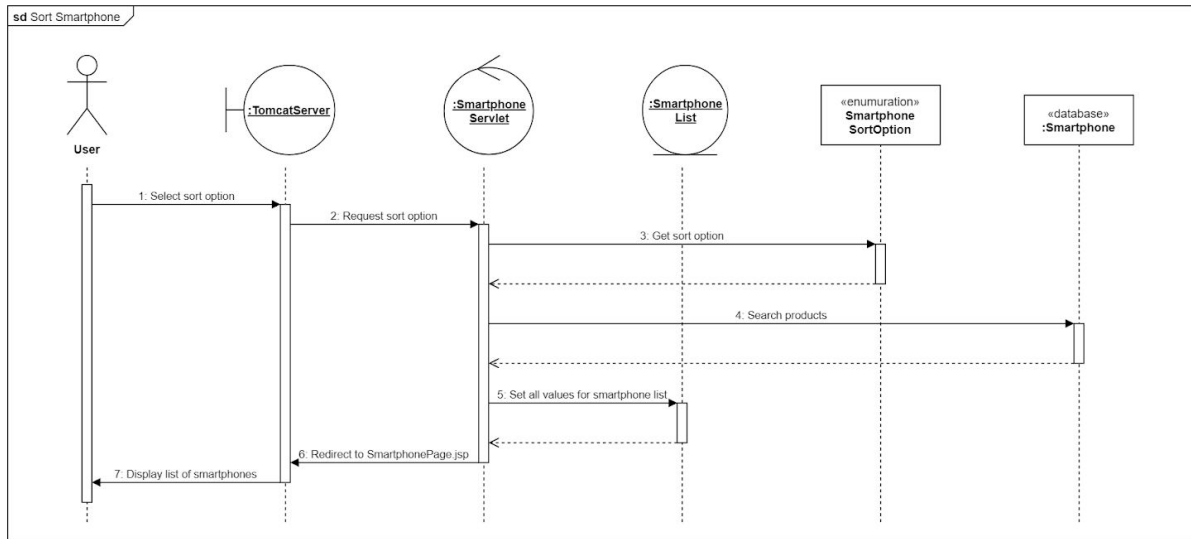 sd Sort Smartphone
User
:TomcatServer
:Smartphone
Servlet
:Smartphone
List
«enumuration»
Smartphone
SortOption
«database»
:Smartphone
1: Select sort option
2: Request sort option
3: Get sort option
4: Search products
5: Set all values for smartphone list
6: Redirect to SmartphonePage.jsp
7: Display list of smartphones